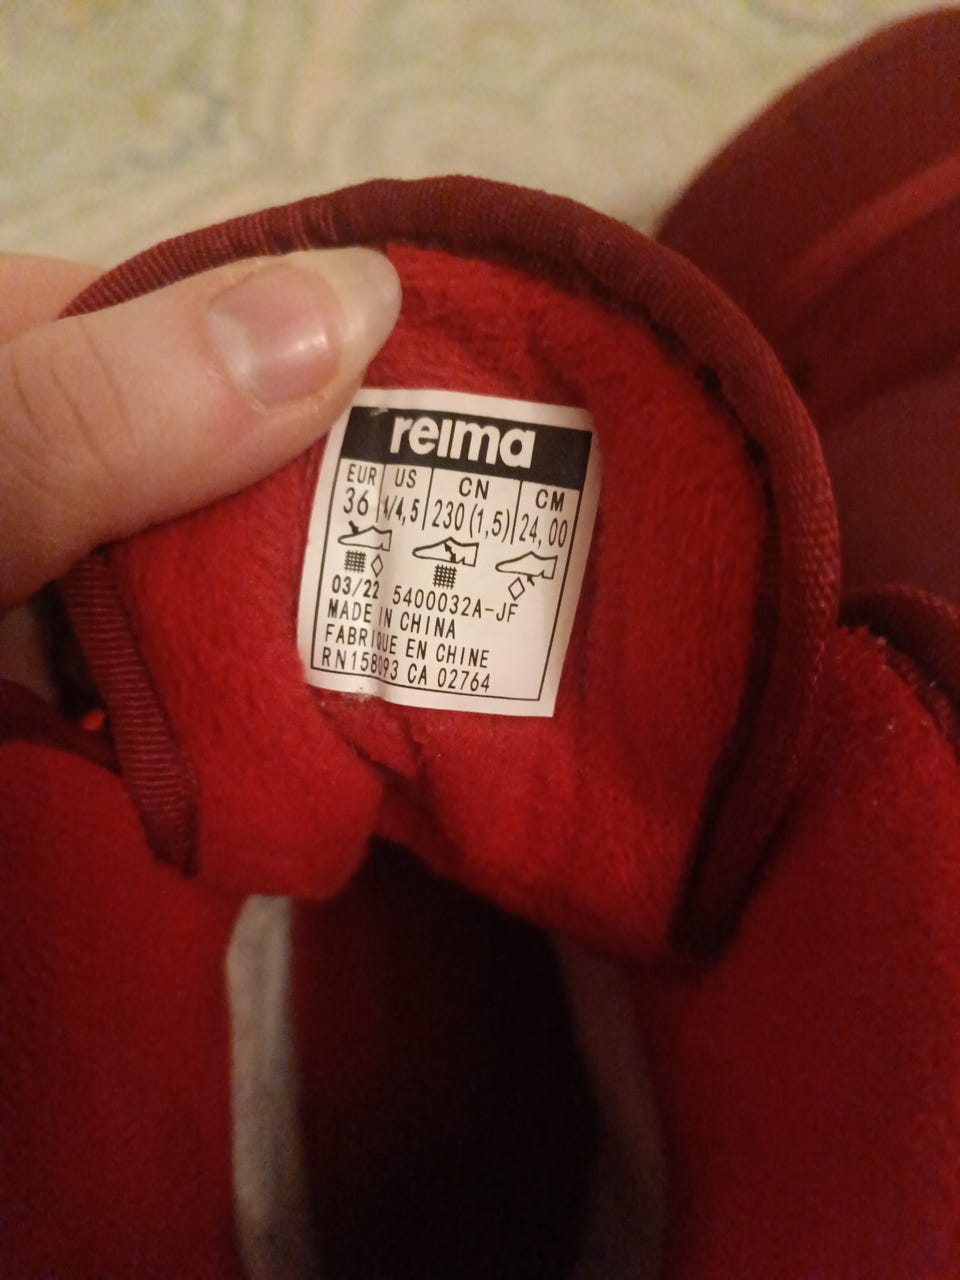 reima
EUR US CN CM
36 4/4,5 230 (1,5) 24,00
03/22 5400032A-JF
MADE IN CHINA
FABRIQUE EN CHINE
RN158093 CA 02764